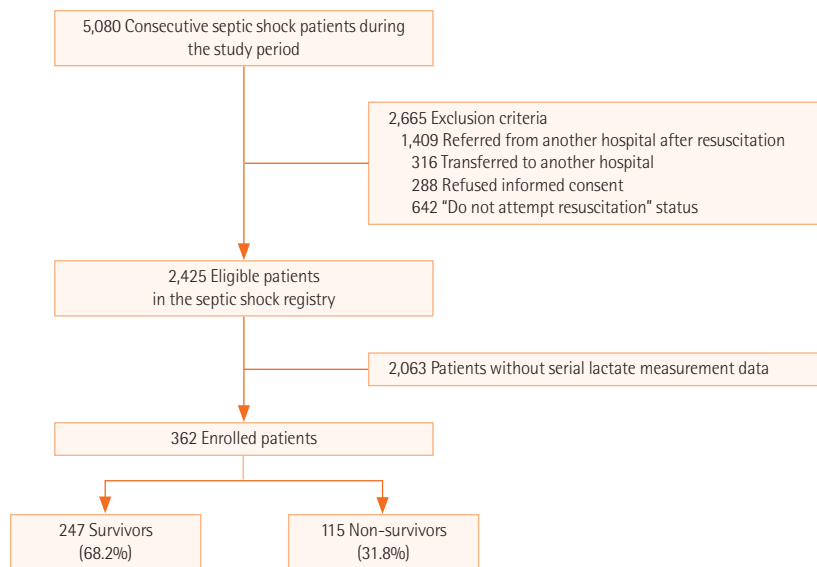 5,080 Consecutive septic shock patients during
the study period
2,665 Exclusion criteria
1,409 Referred from another hospital after resuscitation
316 Transferred to another hospital
288 Refused informed consent
642 “Do not attempt resuscitation” status
2,425 Eligible patients
in the septic shock registry
2,063 Patients without serial lactate measurement data
362 Enrolled patients
247 Survivors
(68.2%)
115 Non-survivors
(31.8%)